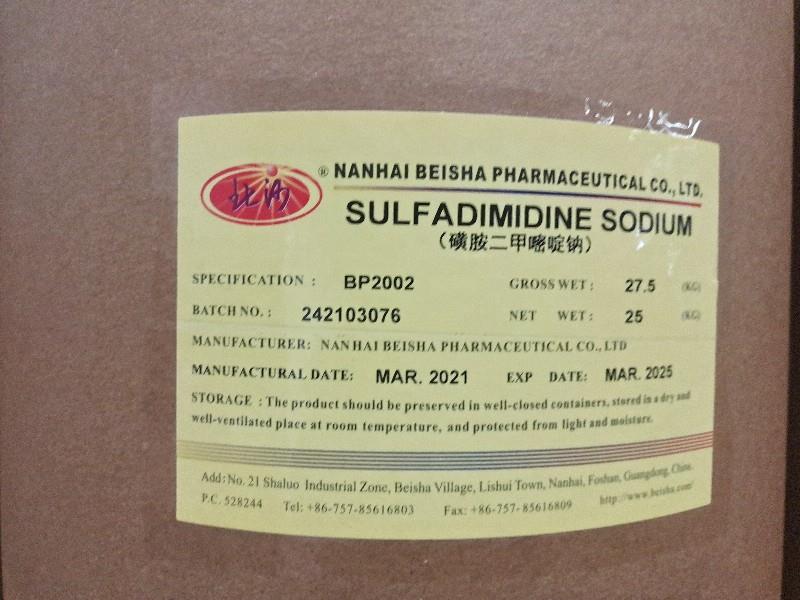 北沙 ® NANHAI BEISHA PHARMACEUTICAL CO., LTD.
SULFADIMIDINE SODIUM
(磺胺二甲嘧啶钠)
SPECIFICATION : BP2002 GROSS WET : 27.5 (KG)
BATCH NO. : 242103076 NET WET : 25 (KG)
MANUFACTURER: NANHAI BEISHA PHARMACEUTICAL CO., LTD
MANUFACTURAL DATE: MAR. 2021 EXP DATE: MAR. 2025
STORAGE : The product should be preserved in well-closed containers, stored in a dry and
well-ventilated place at room temperature, and protected from light and moisture.
Add: No. 21 Shaluo Industrial Zone, Beisha Village, Lishui Town, Nanhai, Foshan, Guangdong, China.
P.C. 528244 Tel: +86-757-85616803 Fax: +86-757-85616809 http://www.beisha.com/